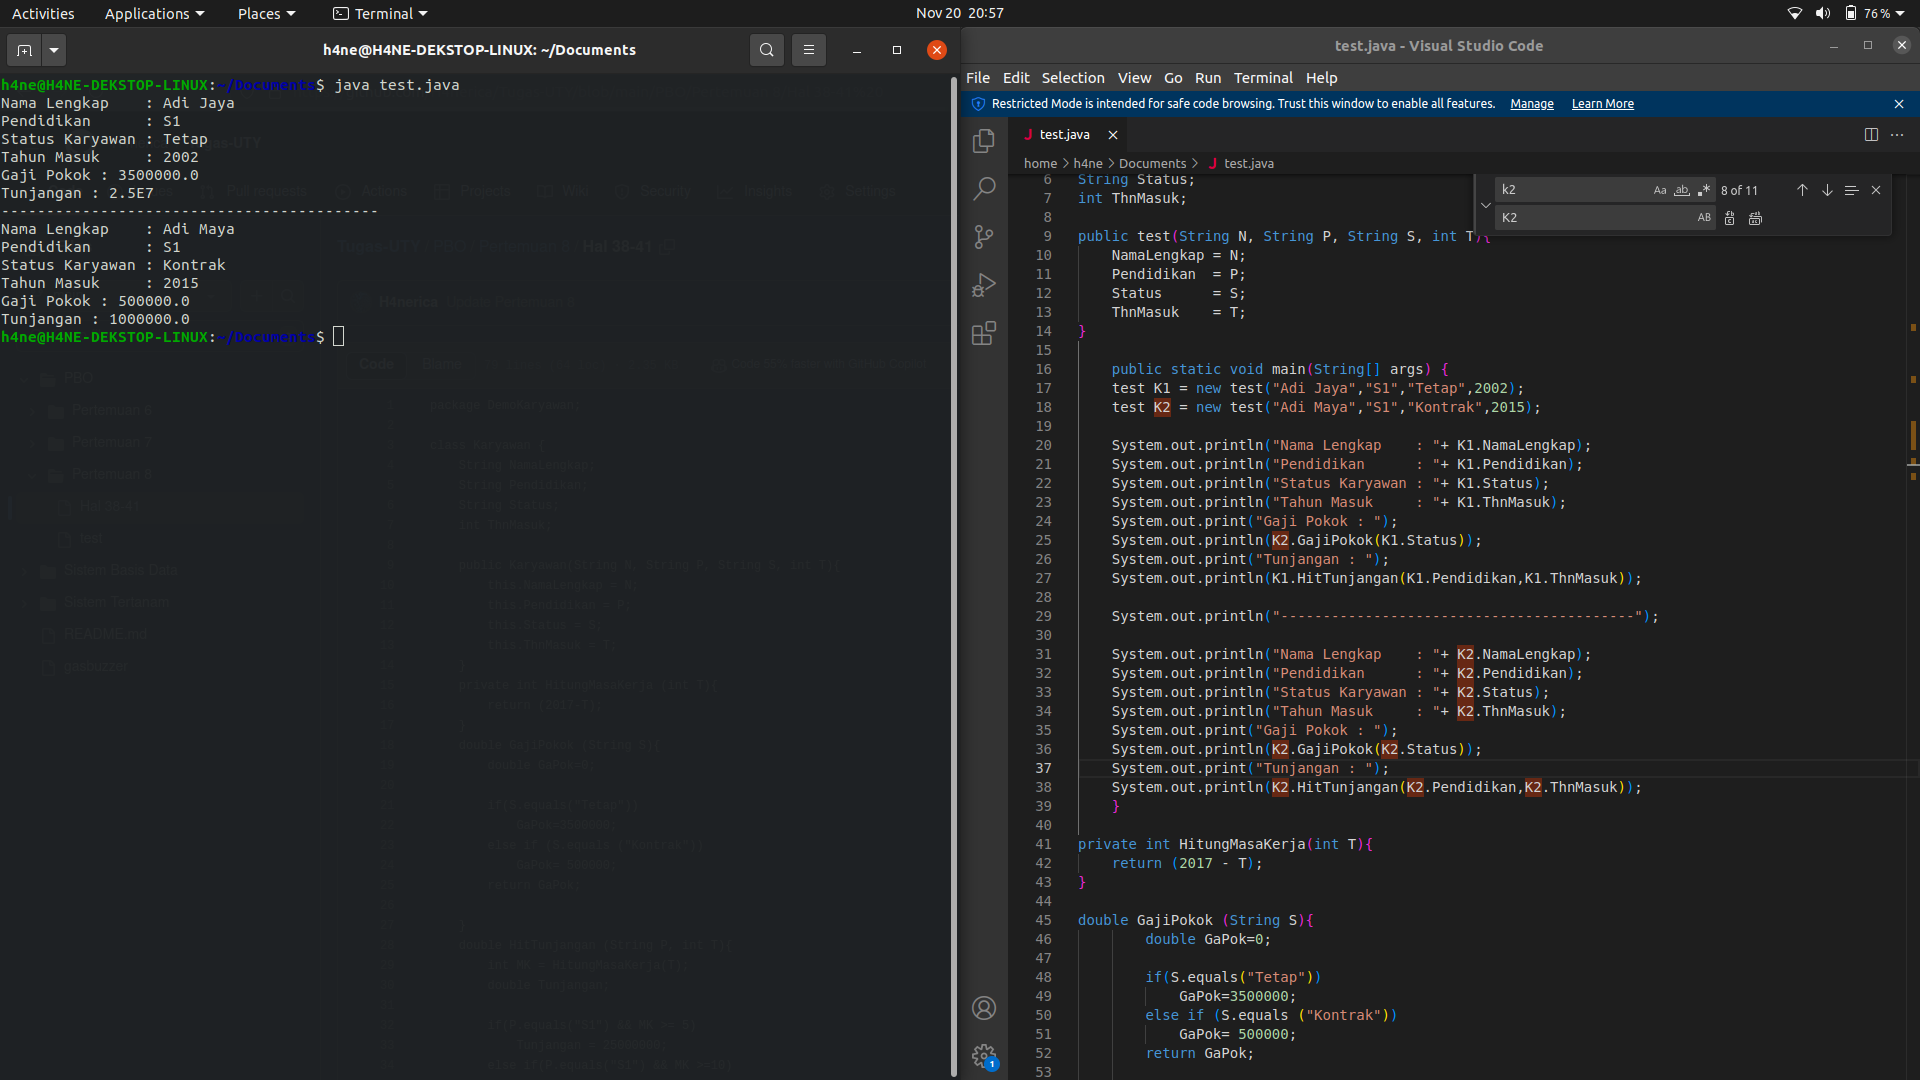 Activities Applications Places Terminal Nov 20 20:57 76 %
h4ne@H4NE-DEKSTOP-LINUX: ~/Documents
h4ne@H4NE-DEKSTOP-LINUX:~/Documents$ java test.java
Nama Lengkap    : Adi Jaya
Pendidikan      : S1
Status Karyawan : Tetap
Tahun Masuk     : 2002
Gaji Pokok : 3500000.0
Tunjangan : 2.5E7
------------------------------------------
Nama Lengkap    : Adi Maya
Pendidikan      : S1
Status Karyawan : Kontrak
Tahun Masuk     : 2015
Gaji Pokok : 500000.0
Tunjangan : 1000000.0
h4ne@H4NE-DEKSTOP-LINUX:~/Documents$
test.java - Visual Studio Code
File Edit Selection View Go Run Terminal Help
Restricted Mode is intended for safe code browsing. Trust this window to enable all features. Manage Learn More
J test.java
home > h4ne > Documents > J test.java
k2 Aa ab 8 of 11
K2 AB
6 String Status;
7 int ThnMasuk;
8
9 public test(String N, String P, String S, int T){
10     NamaLengkap = N;
11     Pendidikan  = P;
12     Status      = S;
13     ThnMasuk    = T;
14 }
15
16     public static void main(String[] args) {
17     test K1 = new test("Adi Jaya","S1","Tetap",2002);
18     test K2 = new test("Adi Maya","S1","Kontrak",2015);
19
20     System.out.println("Nama Lengkap    : "+ K1.NamaLengkap);
21     System.out.println("Pendidikan      : "+ K1.Pendidikan);
22     System.out.println("Status Karyawan : "+ K1.Status);
23     System.out.println("Tahun Masuk     : "+ K1.ThnMasuk);
24     System.out.print("Gaji Pokok : ");
25     System.out.println(K2.GajiPokok(K1.Status));
26     System.out.print("Tunjangan : ");
27     System.out.println(K1.HitTunjangan(K1.Pendidikan,K1.ThnMasuk));
28
29     System.out.println("------------------------------------------");
30
31     System.out.println("Nama Lengkap    : "+ K2.NamaLengkap);
32     System.out.println("Pendidikan      : "+ K2.Pendidikan);
33     System.out.println("Status Karyawan : "+ K2.Status);
34     System.out.println("Tahun Masuk     : "+ K2.ThnMasuk);
35     System.out.print("Gaji Pokok : ");
36     System.out.println(K2.GajiPokok(K2.Status));
37     System.out.print("Tunjangan : ");
38     System.out.println(K2.HitTunjangan(K2.Pendidikan,K2.ThnMasuk));
39     }
40
41 private int HitungMasaKerja(int T){
42     return (2017 - T);
43 }
44
45 double GajiPokok (String S){
46         double GaPok=0;
47
48         if(S.equals("Tetap"))
49             GaPok=3500000;
50         else if (S.equals ("Kontrak"))
51             GaPok= 500000;
52         return GaPok;
53
1